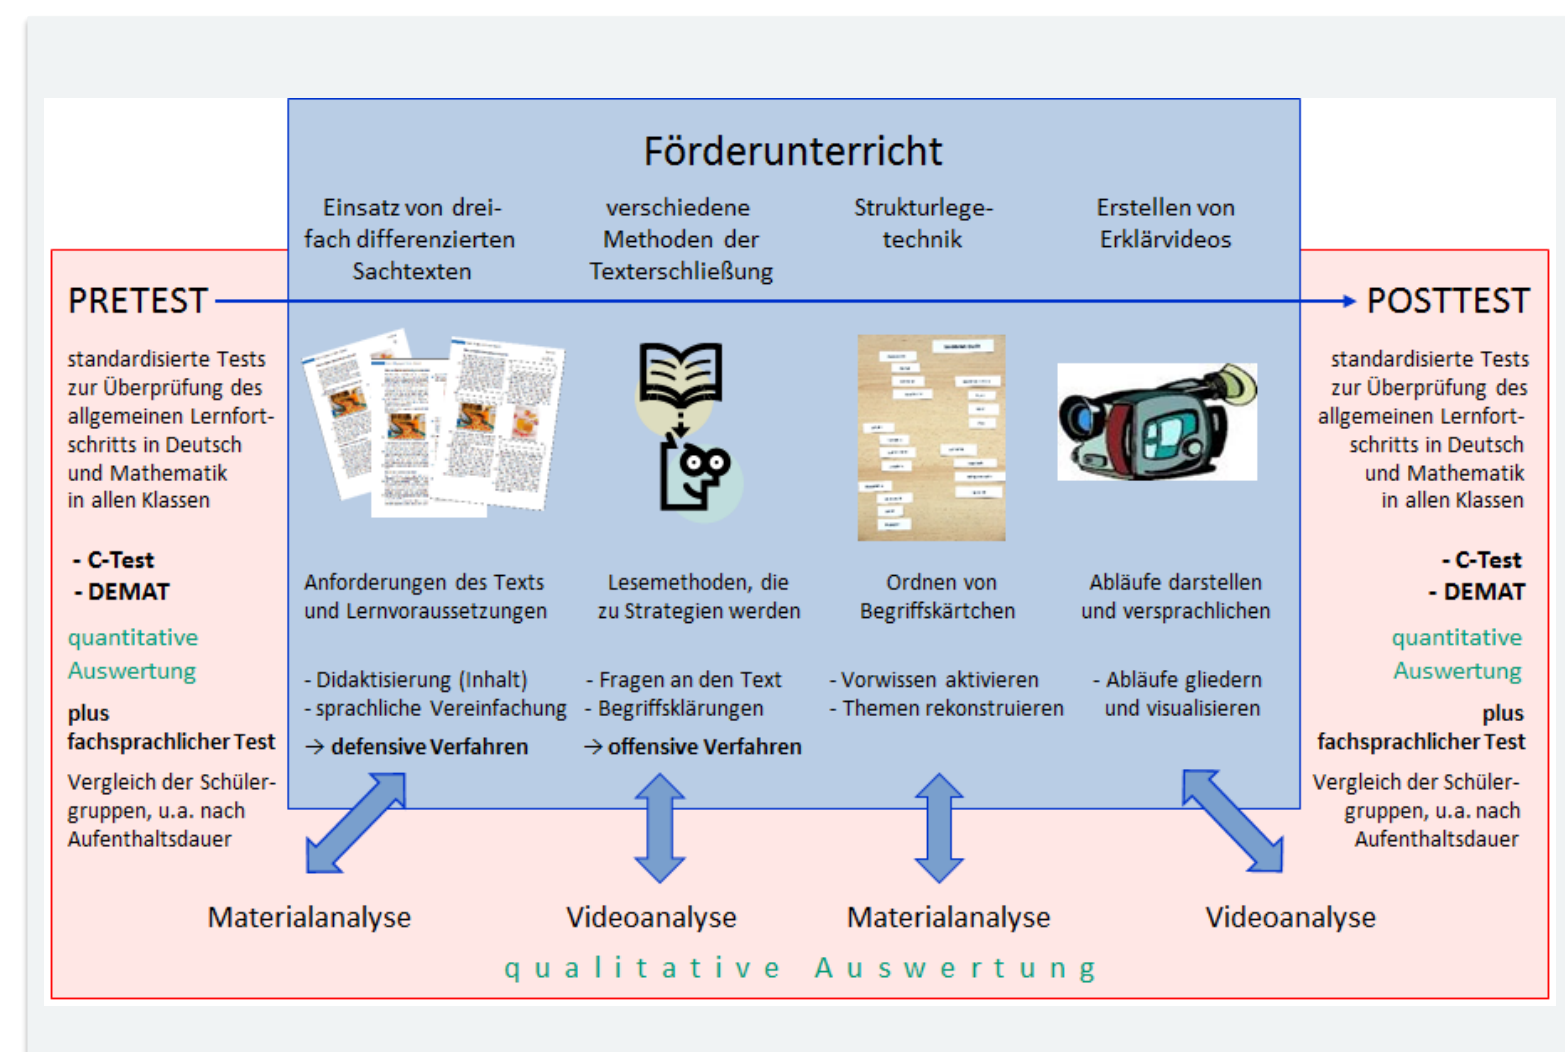 Förderunterricht
Einsatz von drei-
fach differenzierten
Sachtexten
verschiedene
Methoden der
Texterschließung
Strukturlege-
technik
Erstellen von
Erklärvideos
PRETEST
standardisierte Tests
zur Überprüfung des
allgemeinen Lernfort-
schritts in Deutsch
und Mathematik
in allen Klassen
- C-Test
- DEMAT
quantitative
Auswertung
plus
fachsprachlicher Test
Vergleich der Schüler-
gruppen, u.a. nach
Aufenthaltsdauer
Anforderungen des Texts
und Lernvoraussetzungen
- Didaktisierung (Inhalt)
- sprachliche Vereinfachung
→ defensive Verfahren
Lesemethoden, die
zu Strategien werden
- Fragen an den Text
- Begriffsklärungen
→ offensive Verfahren
Ordnen von
Begriffskärtchen
- Vorwissen aktivieren
- Themen rekonstruieren
Abläufe darstellen
und versprachlichen
- Abläufe gliedern
und visualisieren
POSTTEST
standardisierte Tests
zur Überprüfung des
allgemeinen Lernfort-
schritts in Deutsch
und Mathematik
in allen Klassen
- C-Test
- DEMAT
quantitative
Auswertung
plus
fachsprachlicher Test
Vergleich der Schüler-
gruppen, u.a. nach
Aufenthaltsdauer
Materialanalyse
Videoanalyse
Materialanalyse
Videoanalyse
qualitative Auswertung